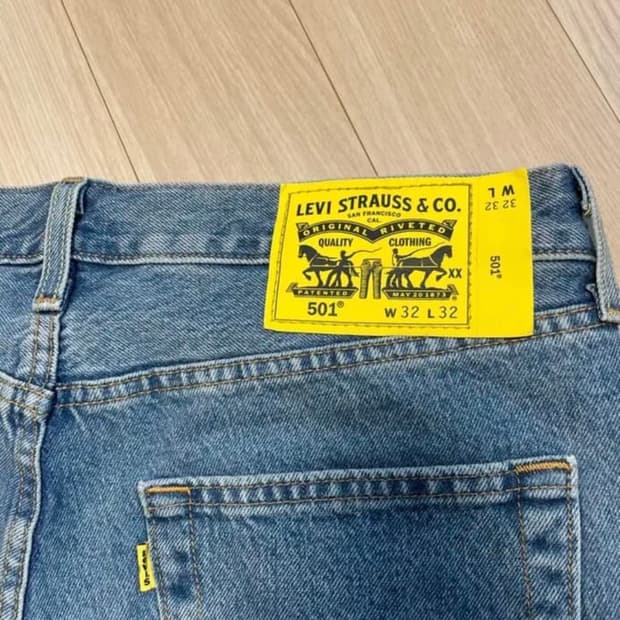 LEVI STRAUSS & CO.
SAN FRANCISCO
CAL.
ORIGINAL RIVETED
QUALITY CLOTHING
XX
PATENTED MAY 20 1873
501®
W 32 L 32
W L
32 32
501®
LEVI'S